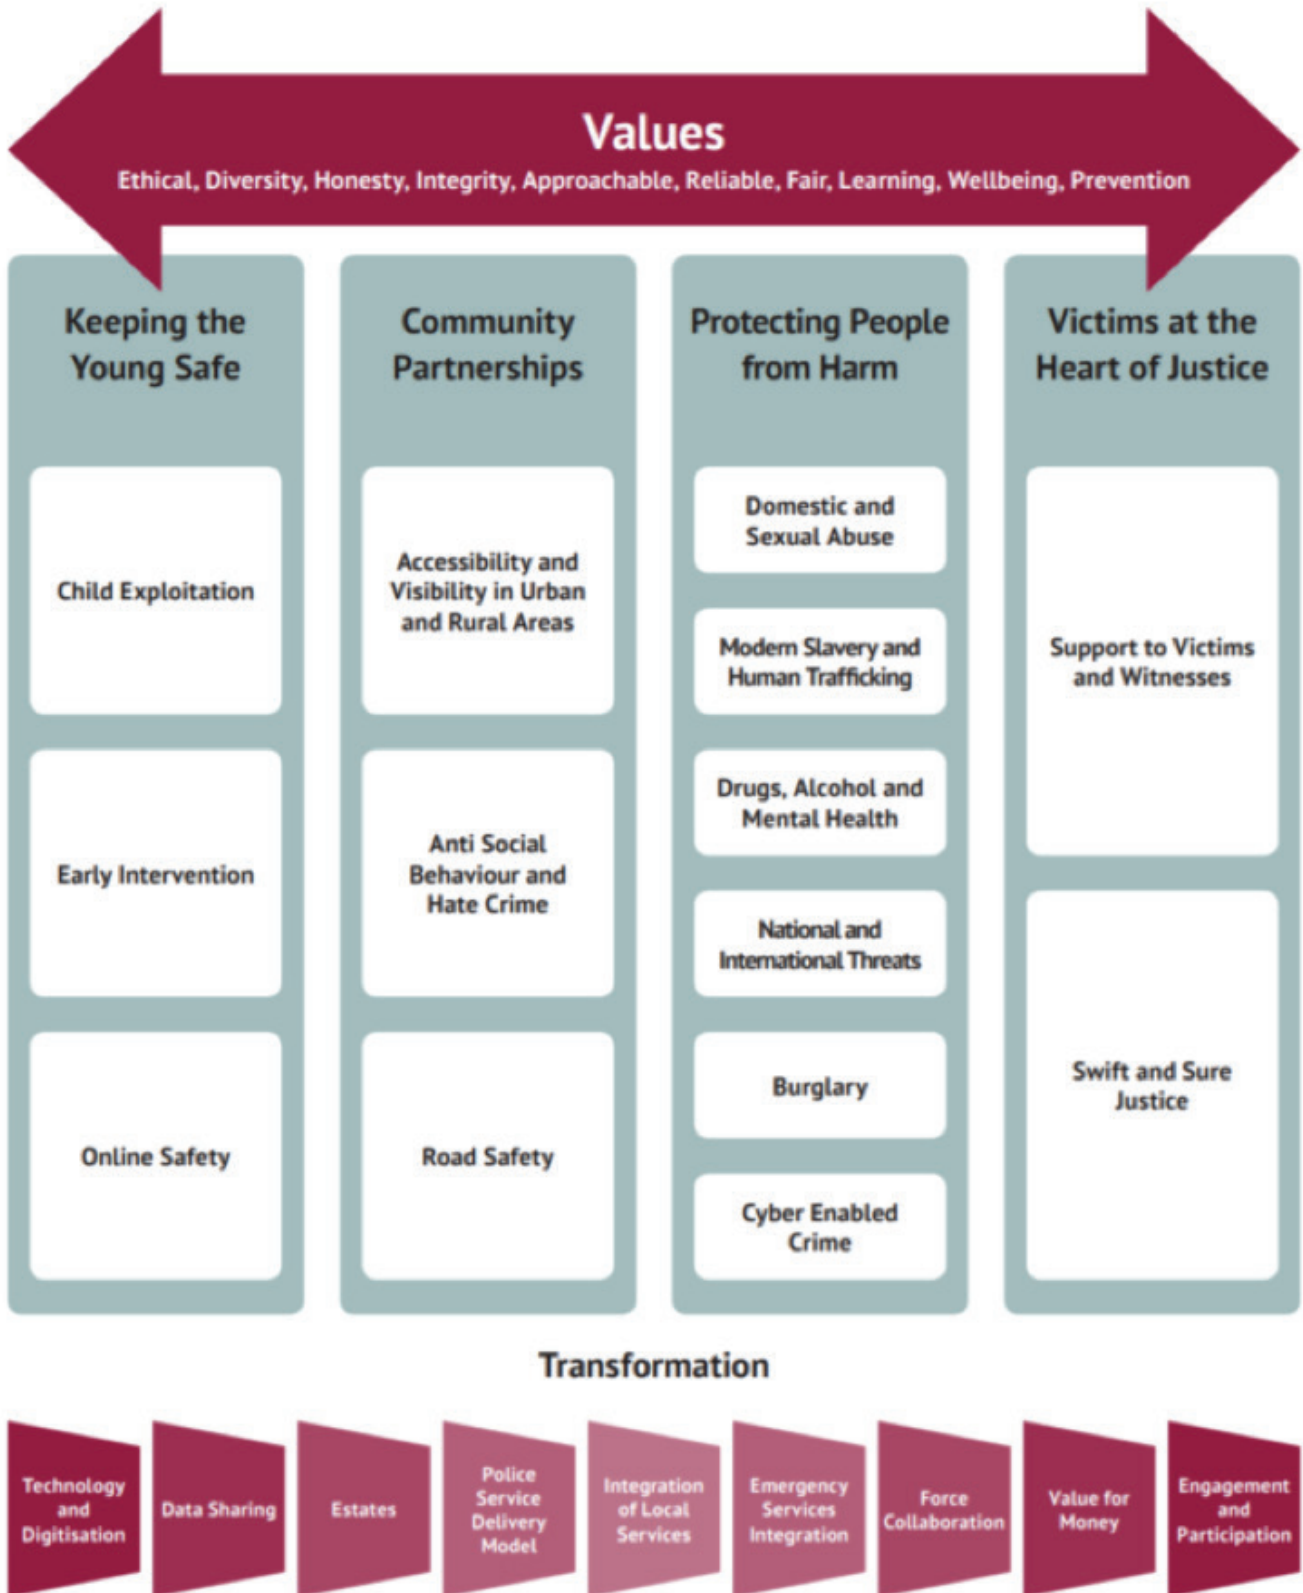 Values
Ethical, Diversity, Honesty, Integrity, Approachable, Reliable, Fair, Learning, Wellbeing, Prevention
Keeping the
Young Safe
Child Exploitation
Early Intervention
Online Safety
Community
Partnerships
Accessibility and
Visibility in Urban
and Rural Areas
Anti Social
Behaviour and
Hate Crime
Road Safety
Protecting People
from Harm
Domestic and
Sexual Abuse
Modern Slavery and
Human Trafficking
Drugs, Alcohol and
Mental Health
National and
International Threats
Burglary
Cyber Enabled
Crime
Victims at the
Heart of Justice
Support to Victims
and Witnesses
Swift and Sure
Justice
Transformation
Technology
and
Digitisation
Data Sharing
Estates
Police
Service
Delivery
Model
Integration
of Local
Services
Emergency
Services
Integration
Force
Collaboration
Value for
Money
Engagement
and
Participation